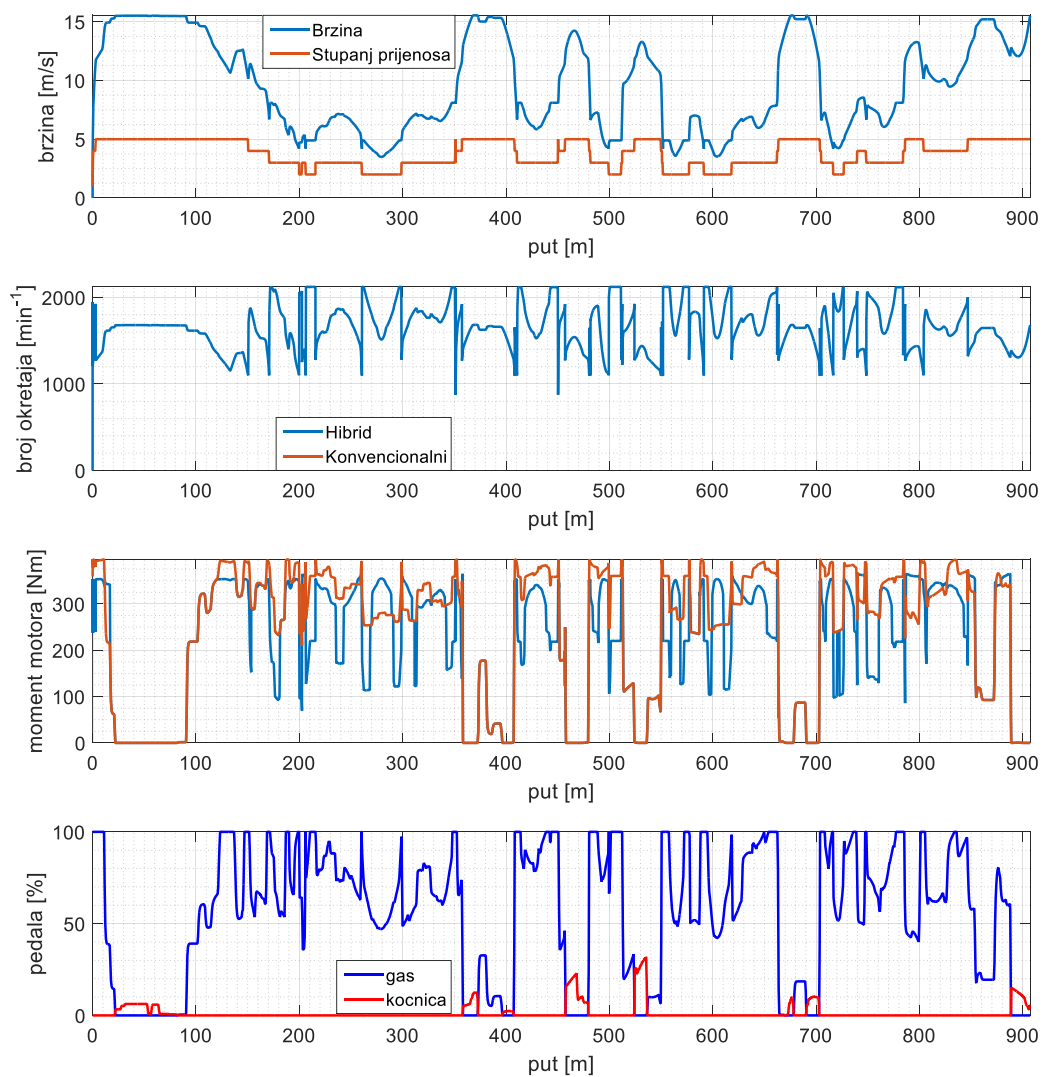 15
10
5
0
brzina [m/s]
Brzina
Stupanj prijenosa
0 100 200 300 400 500 600 700 800 900
put [m]
2000
1000
0
broj okretaja [min-1]
Hibrid
Konvencionalni
0 100 200 300 400 500 600 700 800 900
put [m]
300
200
100
0
moment motora [Nm]
0 100 200 300 400 500 600 700 800 900
put [m]
100
50
0
pedala [%]
gas
kocnica
0 100 200 300 400 500 600 700 800 900
put [m]